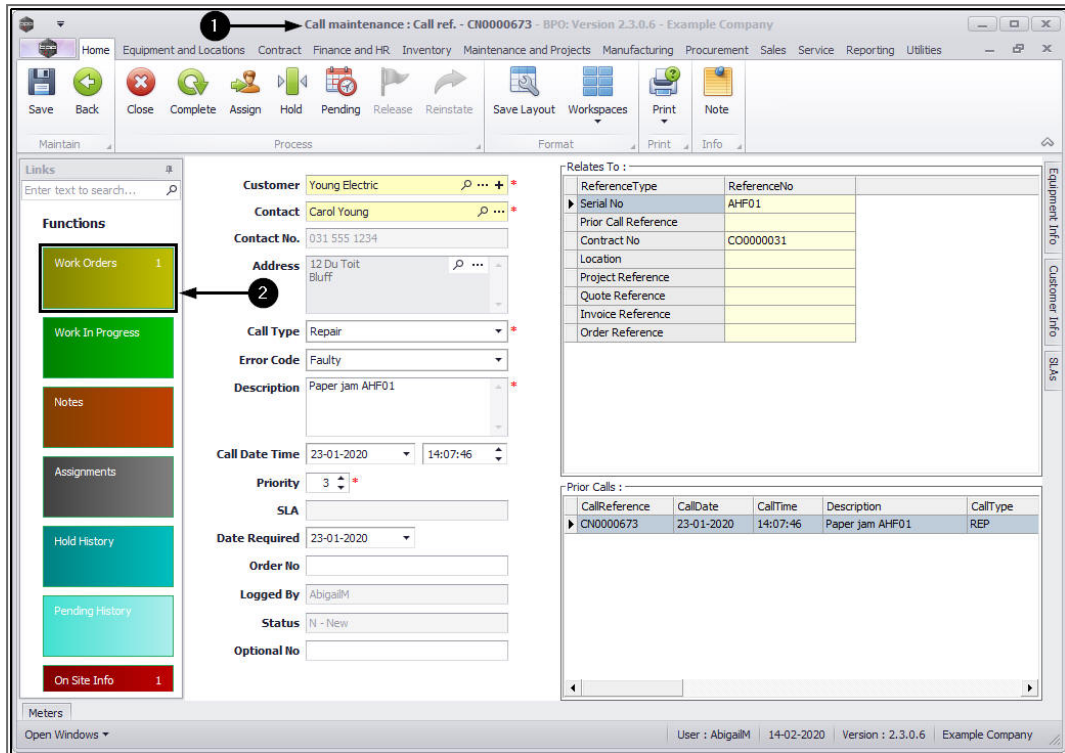 1
Call maintenance : Call ref. - CN0000673 - BPO: Version 2.3.0.6 - Example Company
Home Equipment and Locations Contract Finance and HR Inventory Maintenance and Projects Manufacturing Procurement Sales Service Reporting Utilities
Save Back Close Complete Assign Hold Pending Release Reinstate Save Layout Workspaces Print Note
Maintain Process Format Print Info
Links
Enter text to search...
Functions
Work Orders 1
2
Work In Progress
Notes
Assignments
Hold History
Pending History
On Site Info 1
Customer Young Electric *
Contact Carol Young *
Contact No. 031 555 1234
Address 12 Du Toit
Bluff
Call Type Repair *
Error Code Faulty
Description Paper jam AHF01 *
Call Date Time 23-01-2020 14:07:46
Priority 3 *
SLA
Date Required 23-01-2020
Order No
Logged By AbigailM
Status N - New
Optional No
Relates To :
ReferenceType ReferenceNo
Serial No AHF01
Prior Call Reference
Contract No CO0000031
Location
Project Reference
Quote Reference
Invoice Reference
Order Reference
Prior Calls :
CallReference CallDate CallTime Description CallType
CN0000673 23-01-2020 14:07:46 Paper jam AHF01 REP
Equipment Info
Customer Info
SLAs
Meters
Open Windows User : AbigailM 14-02-2020 Version : 2.3.0.6 Example Company